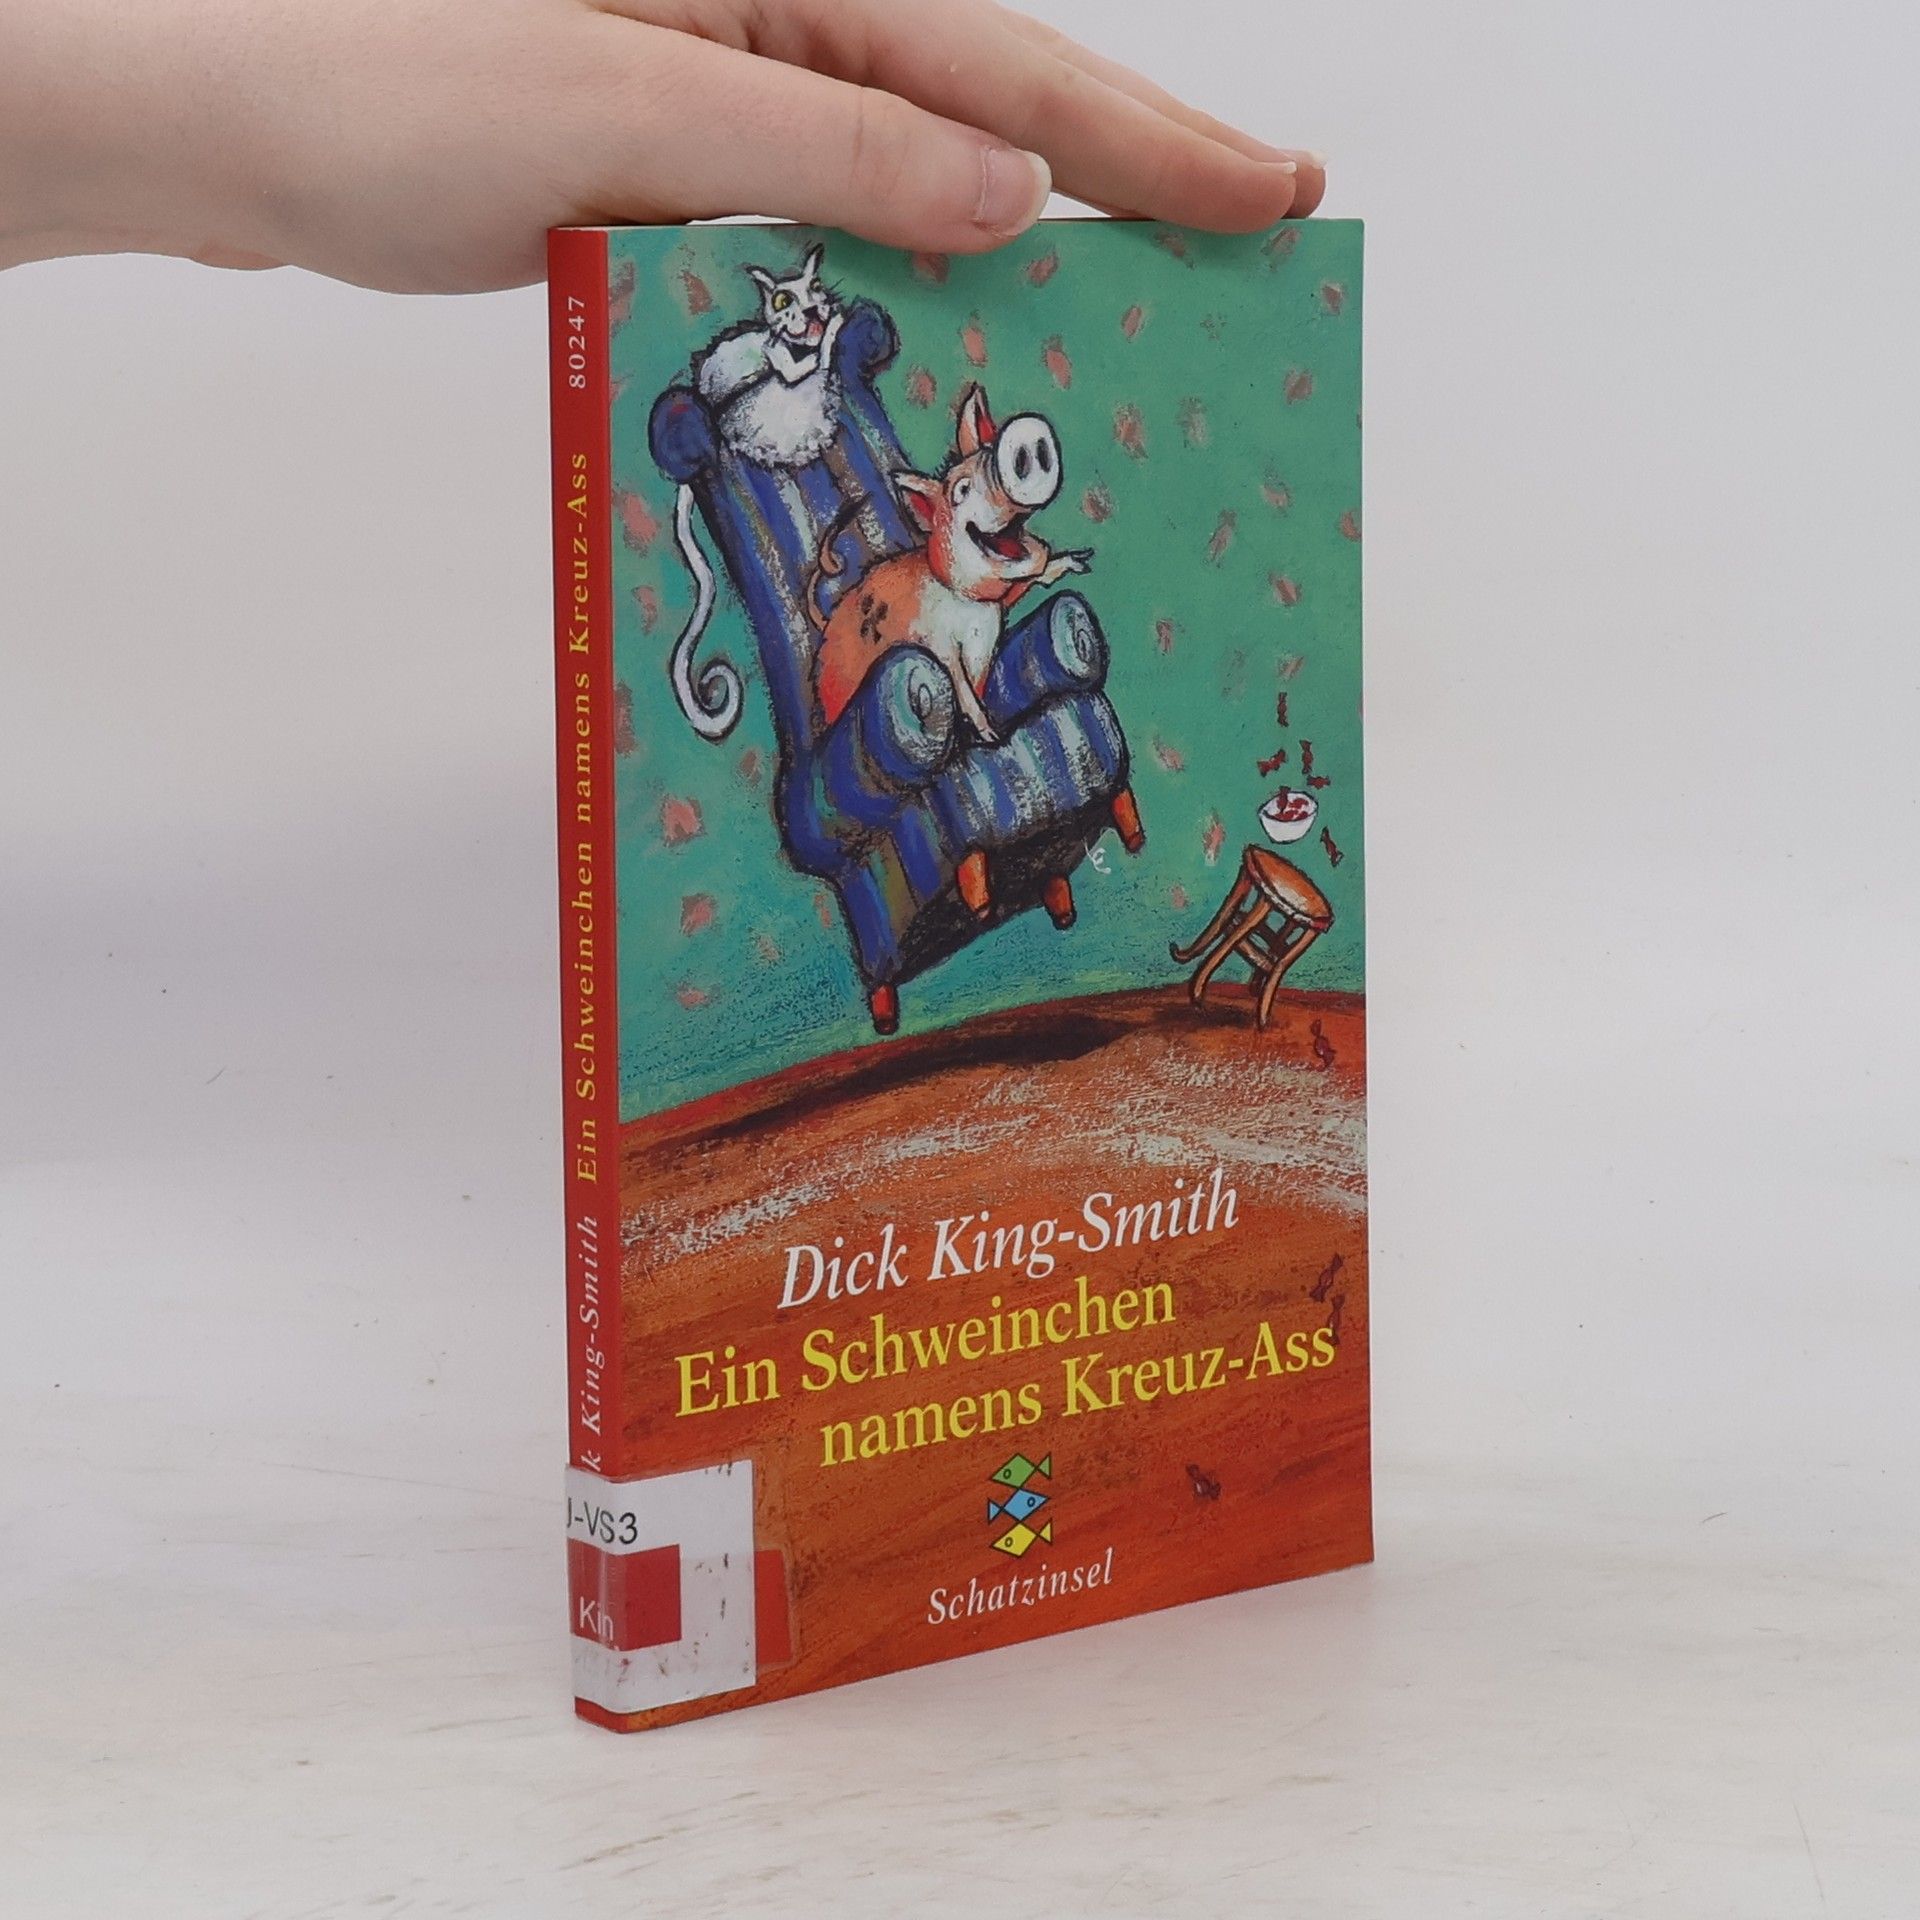 80247
Ein Schweinchen namens Kreuz-Ass
k King-Smith
Dick King-Smith
Ein Schweinchen
namens Kreuz-Ass
Schatzinsel
J-VS3
Kin